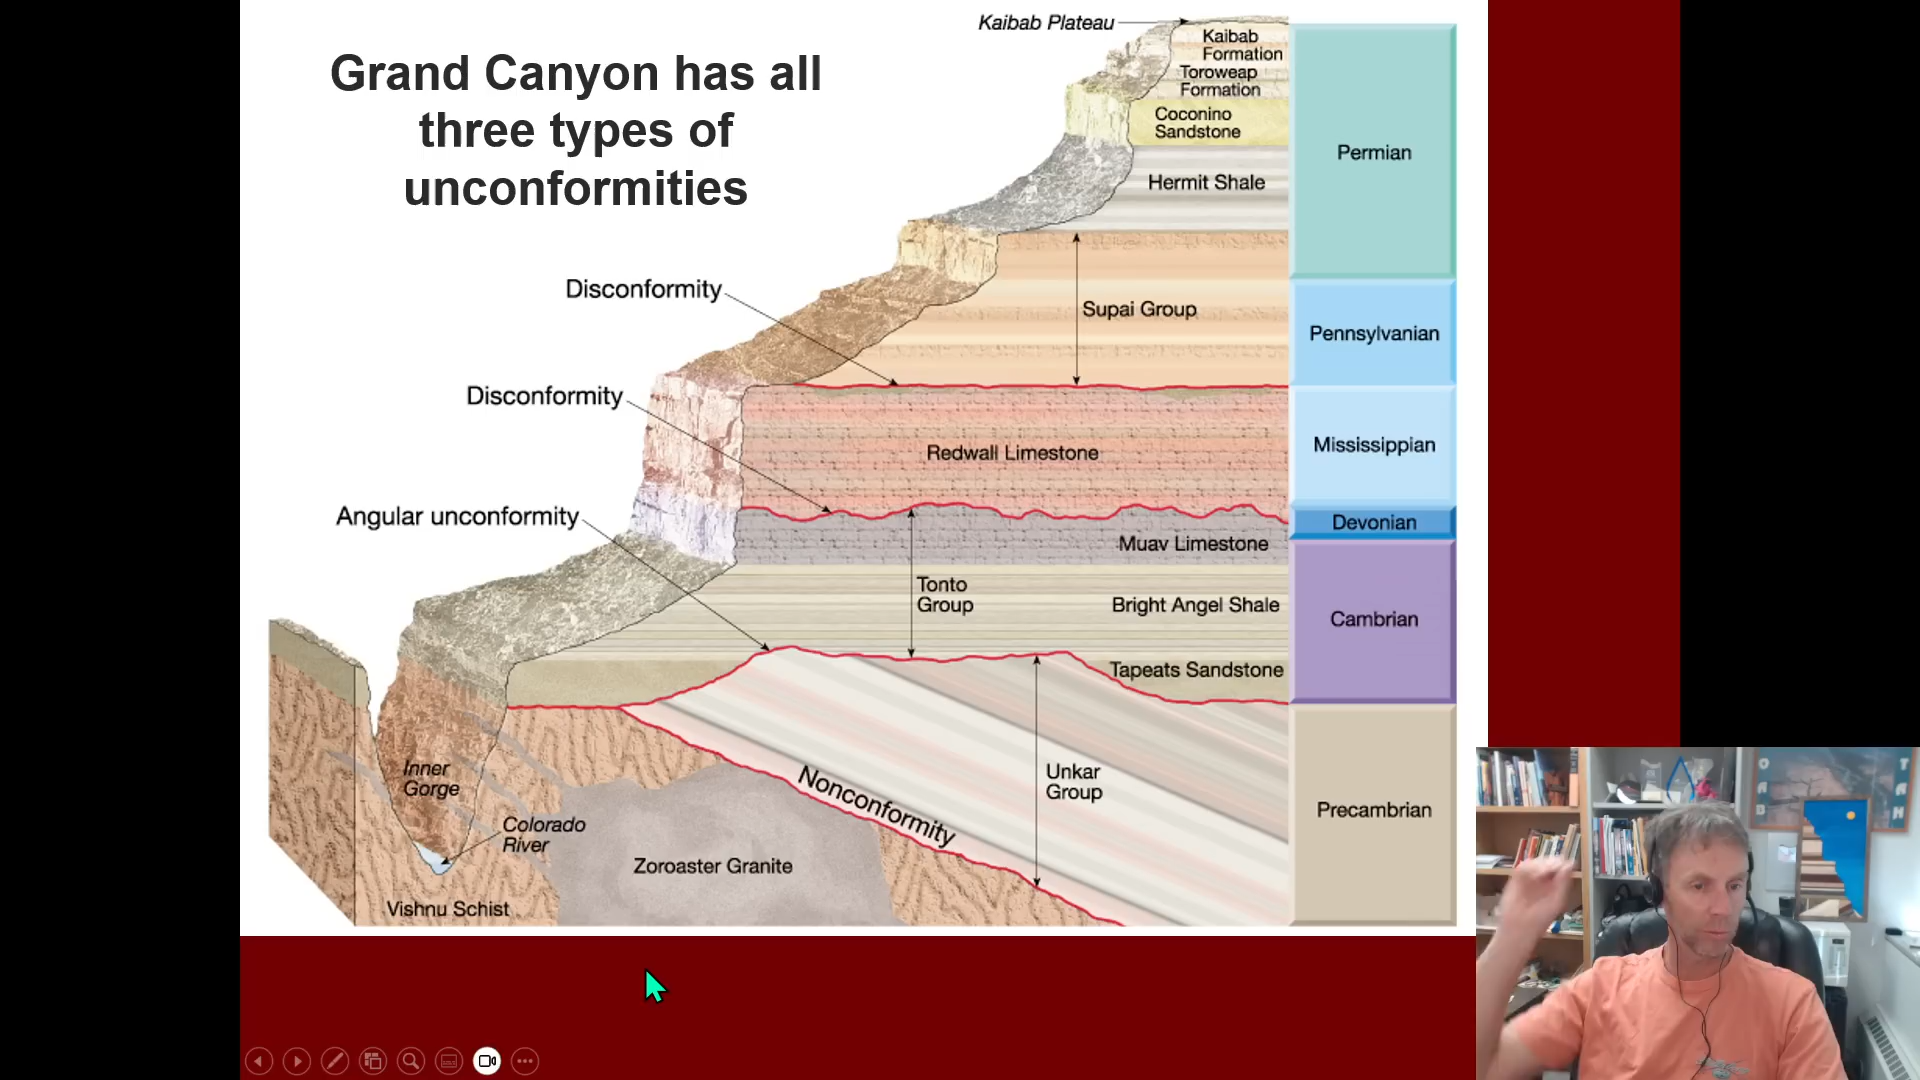 Grand Canyon has all
three types of
unconformities
Kaibab Plateau
Kaibab
Formation
Toroweap
Formation
Coconino
Sandstone
Hermit Shale
Permian
Disconformity
Supai Group
Pennsylvanian
Disconformity
Redwall Limestone
Mississippian
Angular unconformity
Devonian
Muav Limestone
Tonto
Group
Bright Angel Shale
Cambrian
Tapeats Sandstone
Inner
Gorge
Nonconformity
Unkar
Group
Precambrian
Colorado
River
Zoroaster Granite
Vishnu Schist